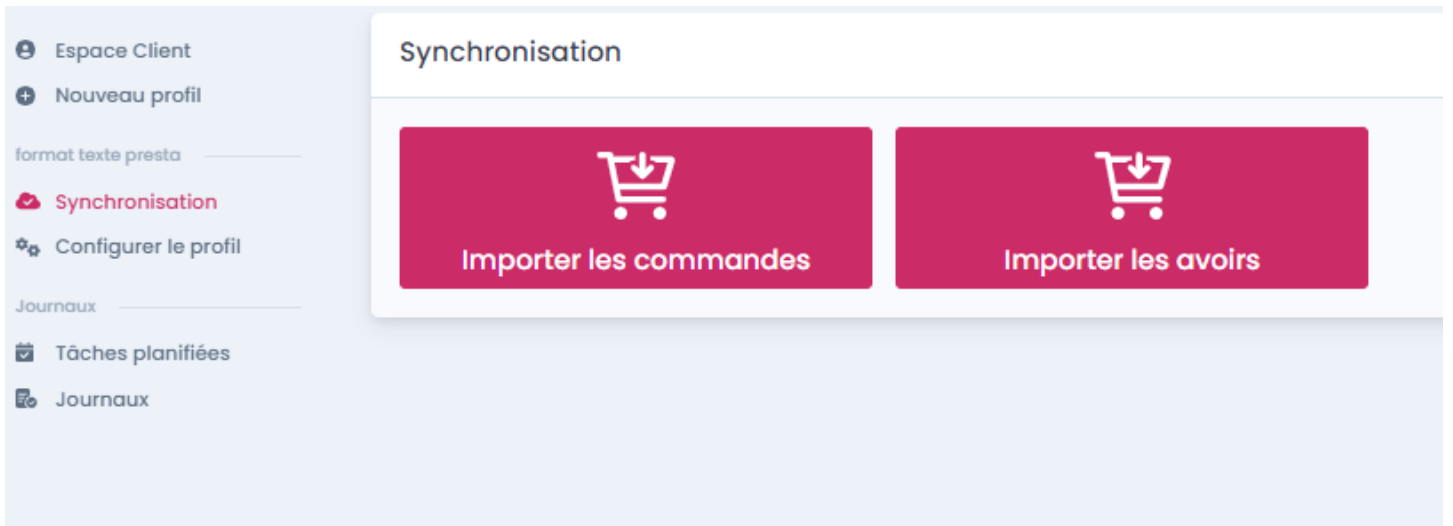 Espace Client
Nouveau profil
format texte presta
Synchronisation
Configurer le profil
Journaux
Tâches planifiées
Journaux
Synchronisation
Importer les commandes
Importer les avoirs